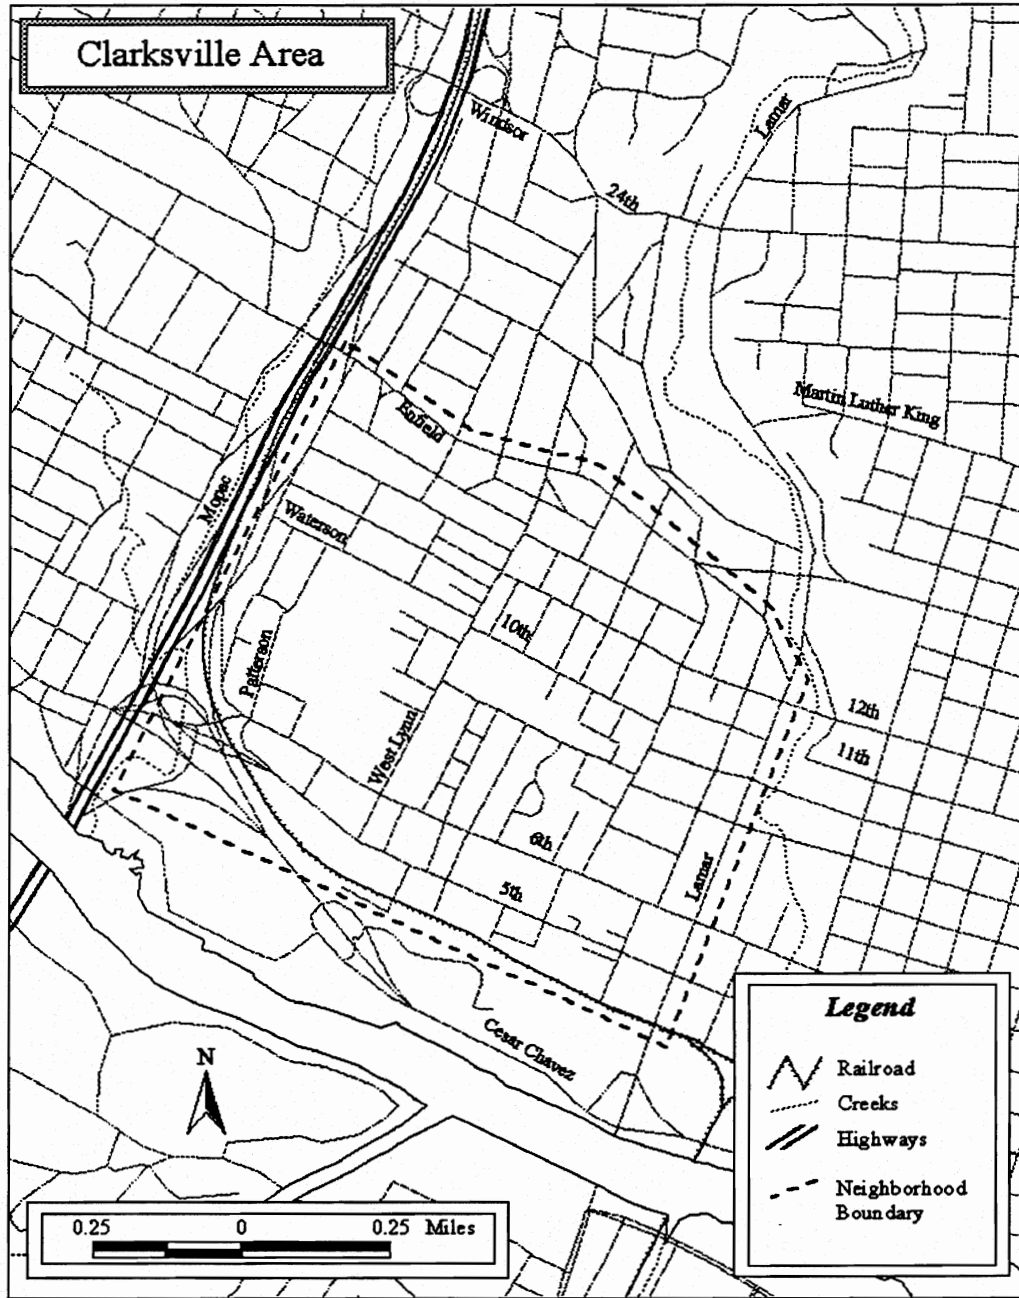 Clarksville Area
Windsor
Lamar
24th
Martin Luther King
Enfield
Mopac
Waterson
10th
Patterson
12th
11th
West Lynn
6th
Lamar
5th
Cesar Chavez
N
Legend
Railroad
Creeks
Highways
Neighborhood
Boundary
0.25 0 0.25 Miles